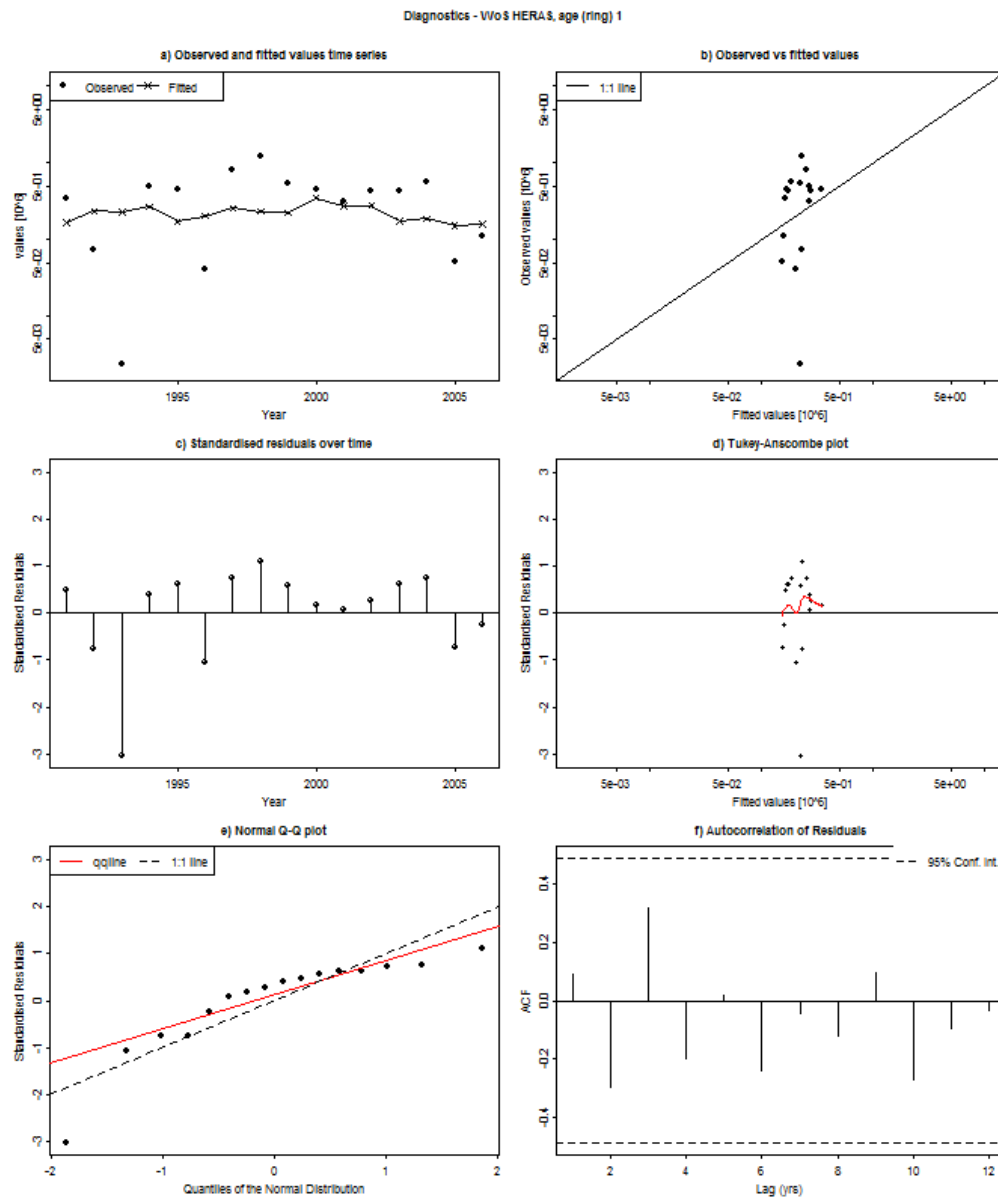 Diagnostics - WoS HERAS, age (ring) 1
a) Observed and fitted values time series
Observed Fitted
values [10^6]
5e+00
5e-01
5e-02
5e-03
1995 2000 2005
Year
b) Observed vs fitted values
1:1 line
Observed values [10^6]
5e+00
5e-01
5e-02
5e-03
5e-03 5e-02 5e-01 5e+00
Fitted values [10^6]
c) Standardised residuals over time
Standardised Residuals
3
2
1
0
-1
-2
-3
1995 2000 2005
Year
d) Tukey-Anscombe plot
Standardised Residuals
3
2
1
0
-1
-2
-3
5e-03 5e-02 5e-01 5e+00
Fitted values [10^6]
e) Normal Q-Q plot
qqline 1:1 line
Standardised Residuals
3
2
1
0
-1
-2
-3
-2 -1 0 1 2
Quantiles of the Normal Distribution
f) Autocorrelation of Residuals
95% Conf. Int.
ACF
0.4
0.2
0.0
-0.2
-0.4
2 4 6 8 10 12
Lag (yrs)